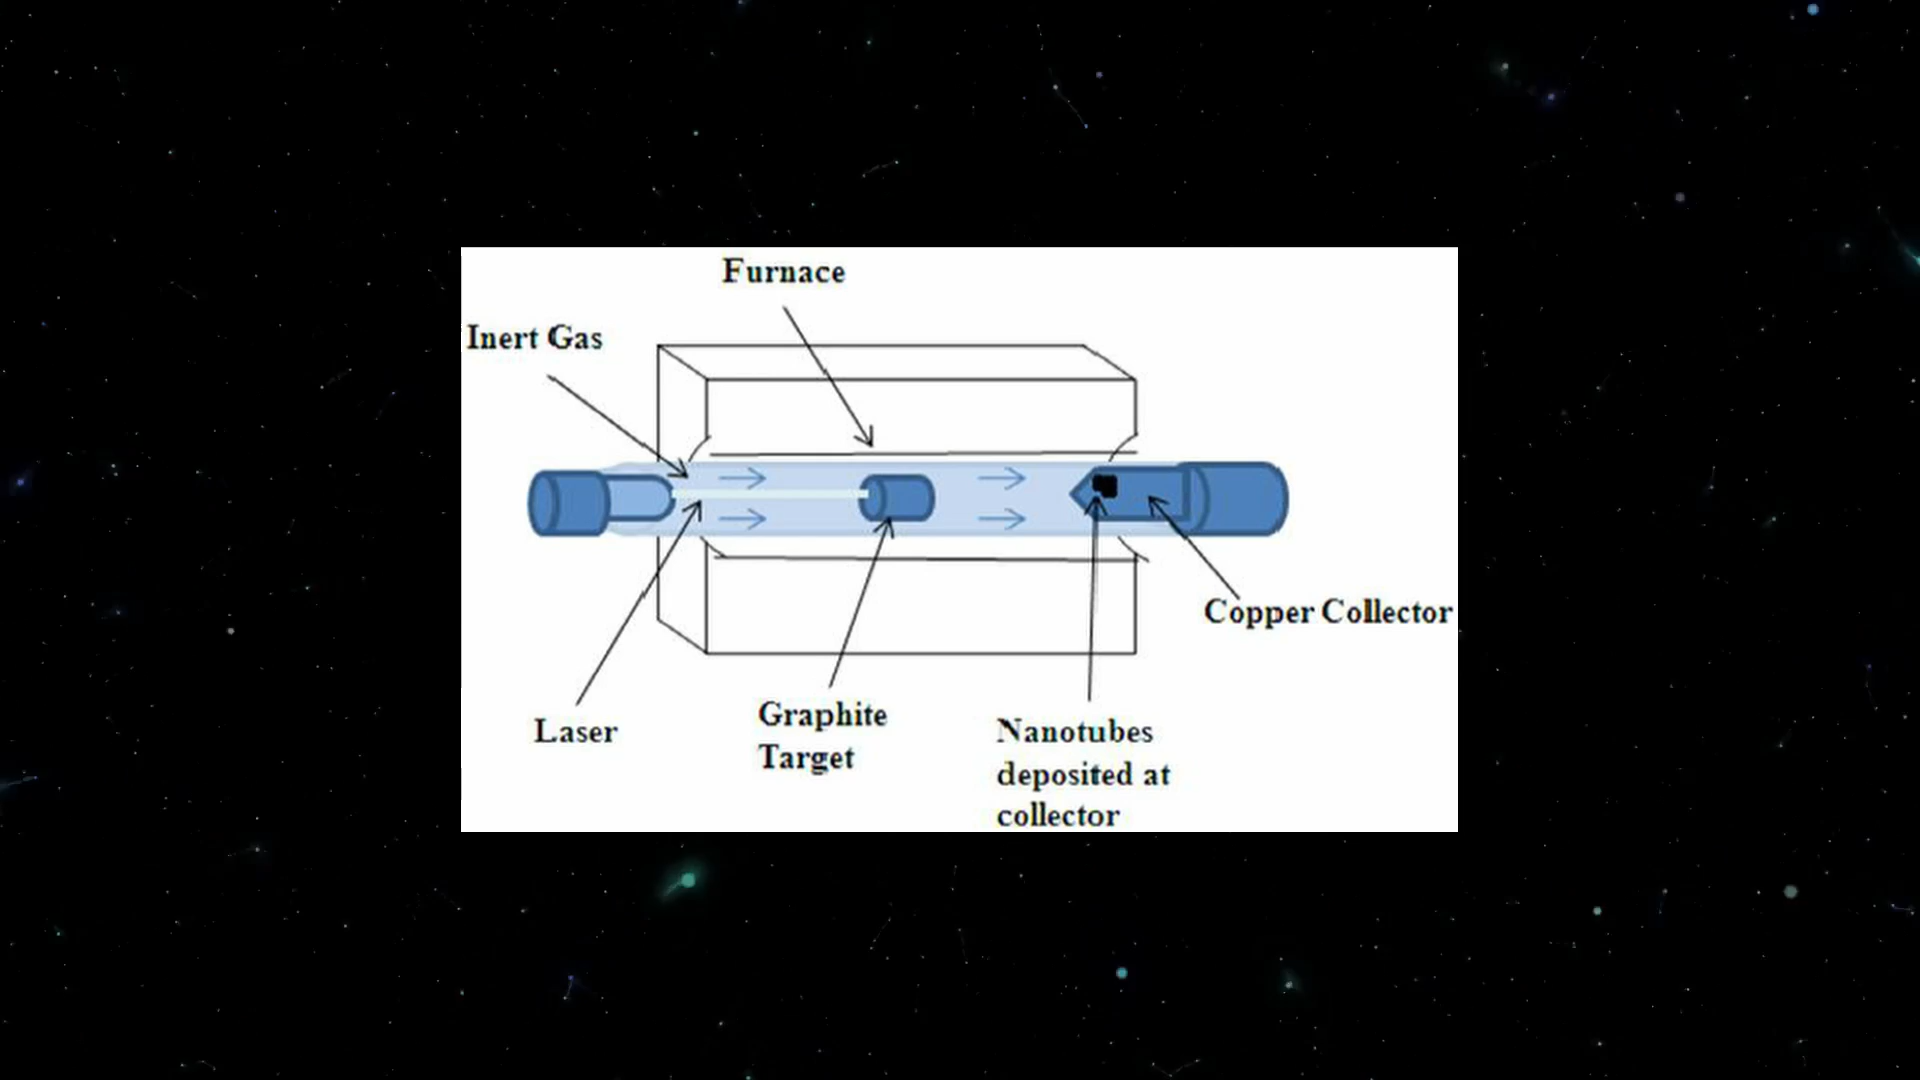 Furnace
Inert Gas
Copper Collector
Laser
Graphite
Target
Nanotubes
deposited at
collector